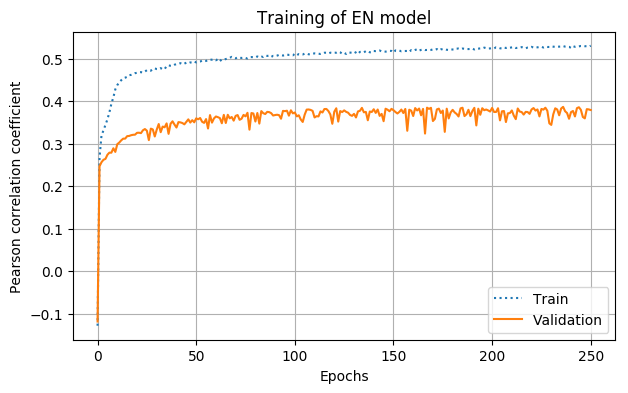 Training of EN model
Pearson correlation coefficient
0.5
0.4
0.3
0.2
0.1
0.0
−0.1
Train
Validation
0 50 100 150 200 250
Epochs